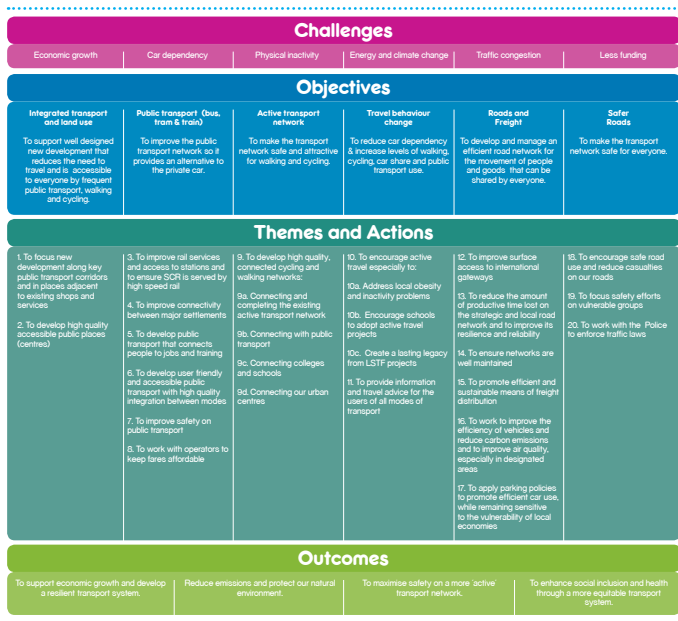 Challenges
Economic growth
Car dependency
Physical inactivity
Energy and climate change
Traffic congestion
Less funding
Objectives
Integrated transport
and land use
To support well designed
new development that
reduces the need to
travel and is accessible
to everyone by frequent
public transport, walking
and cycling.
Public transport (bus,
tram & train)
To improve the public
transport network so it
provides an alternative to
the private car.
Active transport
network
To make the transport
network safe and attractive
for walking and cycling.
Travel behaviour
change
To reduce car dependency
& increase levels of walking,
cycling, car share and public
transport use.
Roads and
Freight
To develop and manage an
efficient road network for
the movement of people
and goods that can be
shared by everyone.
Safer
Roads
To make the transport
network safe for everyone.
Themes and Actions
1. To focus new
development along key
public transport corridors
and in places adjacent
to existing shops and
services
2. To develop high quality
accessible public places
(centres)
3. To improve rail services
and access to stations and
to ensure SCR is served by
high speed rail
4. To improve connectivity
between major settlements
5. To develop public
transport that connects
people to jobs and training
6. To develop user friendly
and accessible public
transport with high quality
integration between modes
7. To improve safety on
public transport
8. To work with operators to
keep fares affordable
9. To develop high quality,
connected cycling and
walking networks:
9a. Connecting and
completing the existing
active transport network
9b. Connecting with public
transport
9c. Connecting colleges
and schools
9d. Connecting our urban
centres
10. To encourage active
travel especially to:
10a. Address local obesity
and inactivity problems
10b. Encourage schools
to adopt active travel
projects
10c. Create a lasting legacy
from LSTF projects
11. To provide information
and travel advice for the
users of all modes of
transport
12. To improve surface
access to international
gateways
13. To reduce the amount
of productive time lost on
the strategic and local road
network and to improve its
resilience and reliability
14. To ensure networks are
well maintained
15. To promote efficient and
sustainable means of freight
distribution
16. To work to improve the
efficiency of vehicles and
reduce carbon emissions
and to improve air quality,
especially in designated
areas
17. To apply parking policies
to promote efficient car use,
while remaining sensitive
to the vulnerability of local
economies
18. To encourage safe road
use and reduce casualties
on our roads
19. To focus safety efforts
on vulnerable groups
20. To work with the Police
to enforce traffic laws
Outcomes
To support economic growth and develop
a resilient transport system.
Reduce emissions and protect our natural
environment.
To maximise safety on a more 'active'
transport network.
To enhance social inclusion and health
through a more equitable transport
system.